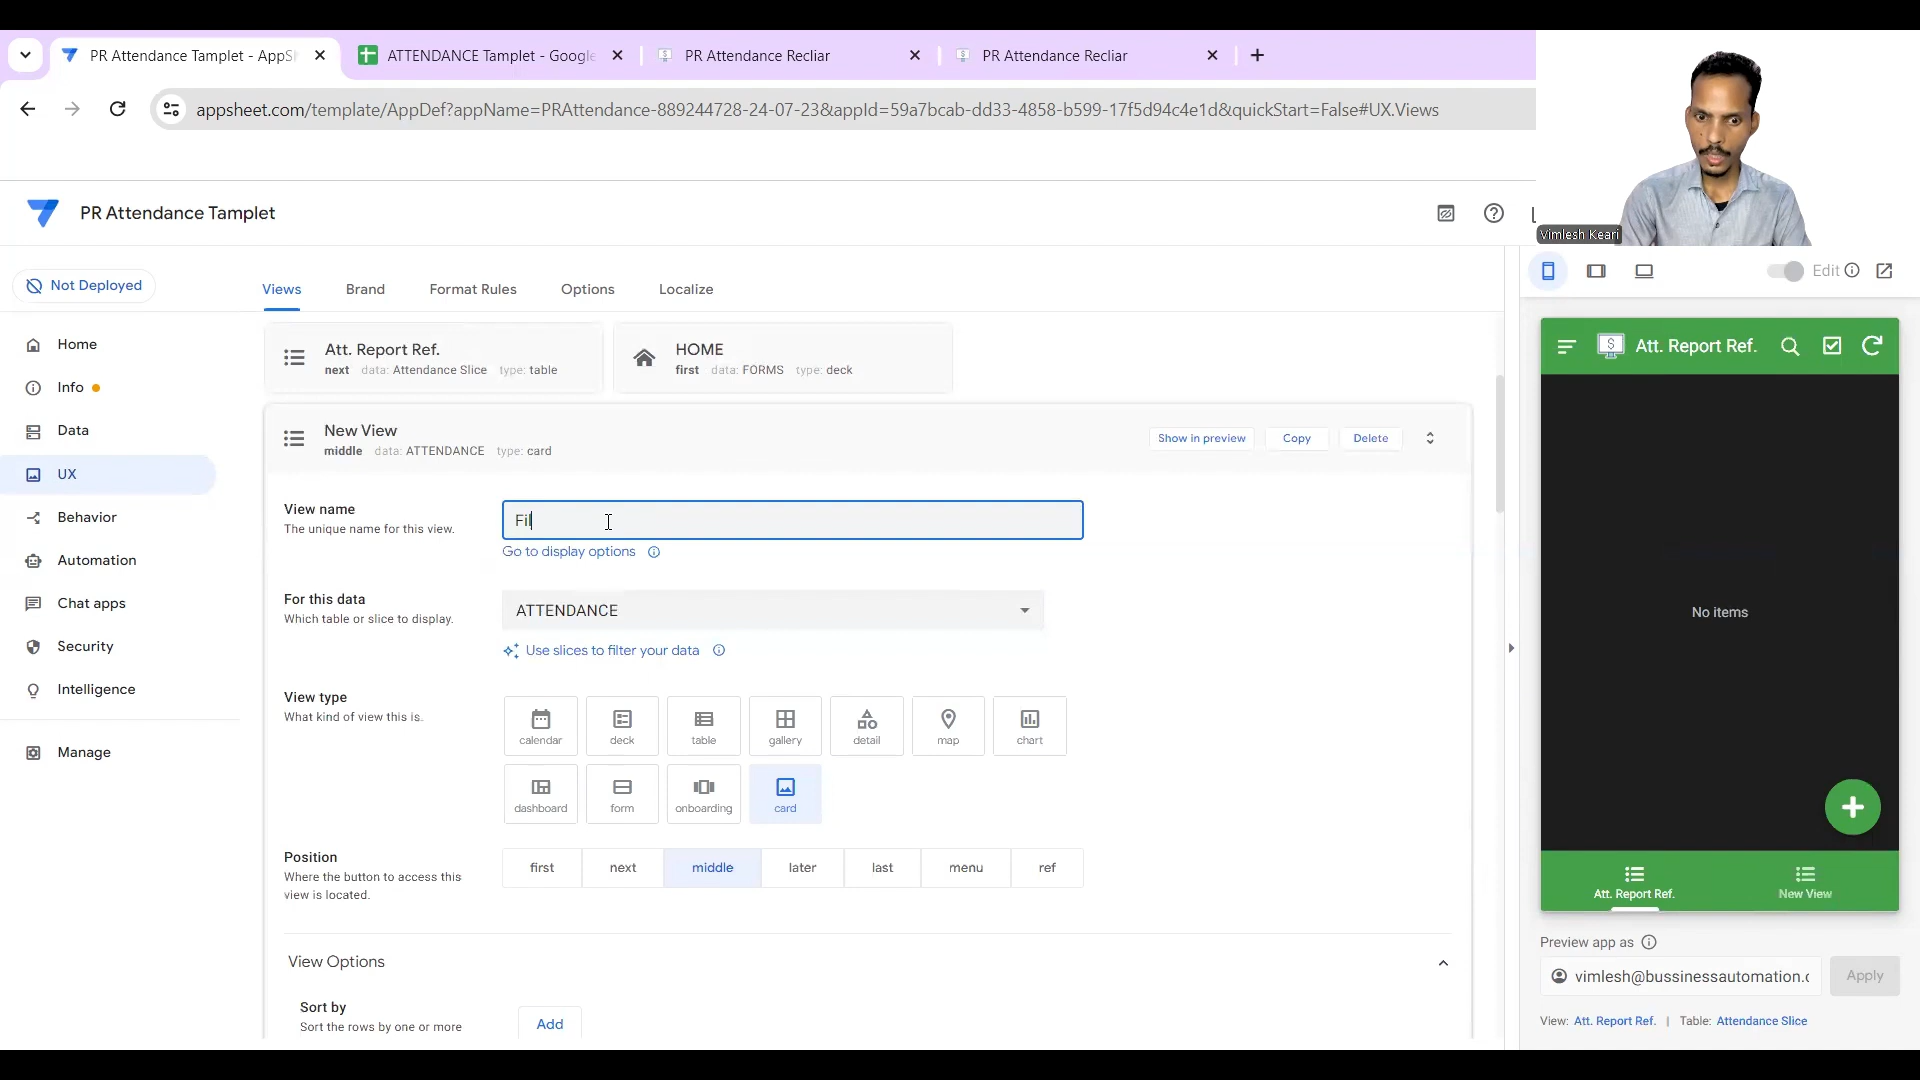 PR Attendance Tamplet - AppSh
ATTENDANCE Tamplet - Google
PR Attendance Recliar
PR Attendance Recliar
appsheet.com/template/AppDef?appName=PRAttendance-889244728-24-07-23&appId=59a7bcab-dd33-4858-b599-17f5d94c4e1d&quickStart=False#UX.Views
PR Attendance Tamplet
Vimlesh Keari
Not Deployed
Views
Brand
Format Rules
Options
Localize
Edit
Home
Info
Data
UX
Behavior
Automation
Chat apps
Security
Intelligence
Manage
Att. Report Ref.
next data: Attendance Slice type: table
HOME
first data: FORMS type: deck
New View
middle data: ATTENDANCE type: card
Show in preview
Copy
Delete
View name
The unique name for this view.
Fil
Go to display options
For this data
Which table or slice to display.
ATTENDANCE
Use slices to filter your data
View type
What kind of view this is.
calendar
deck
table
gallery
detail
map
chart
dashboard
form
onboarding
card
Position
Where the button to access this
view is located.
first
next
middle
later
last
menu
ref
View Options
Sort by
Sort the rows by one or more
Add
Att. Report Ref.
No items
Att. Report Ref.
New View
Preview app as
vimlesh@bussinessautomation.c
Apply
View: Att. Report Ref. | Table: Attendance Slice